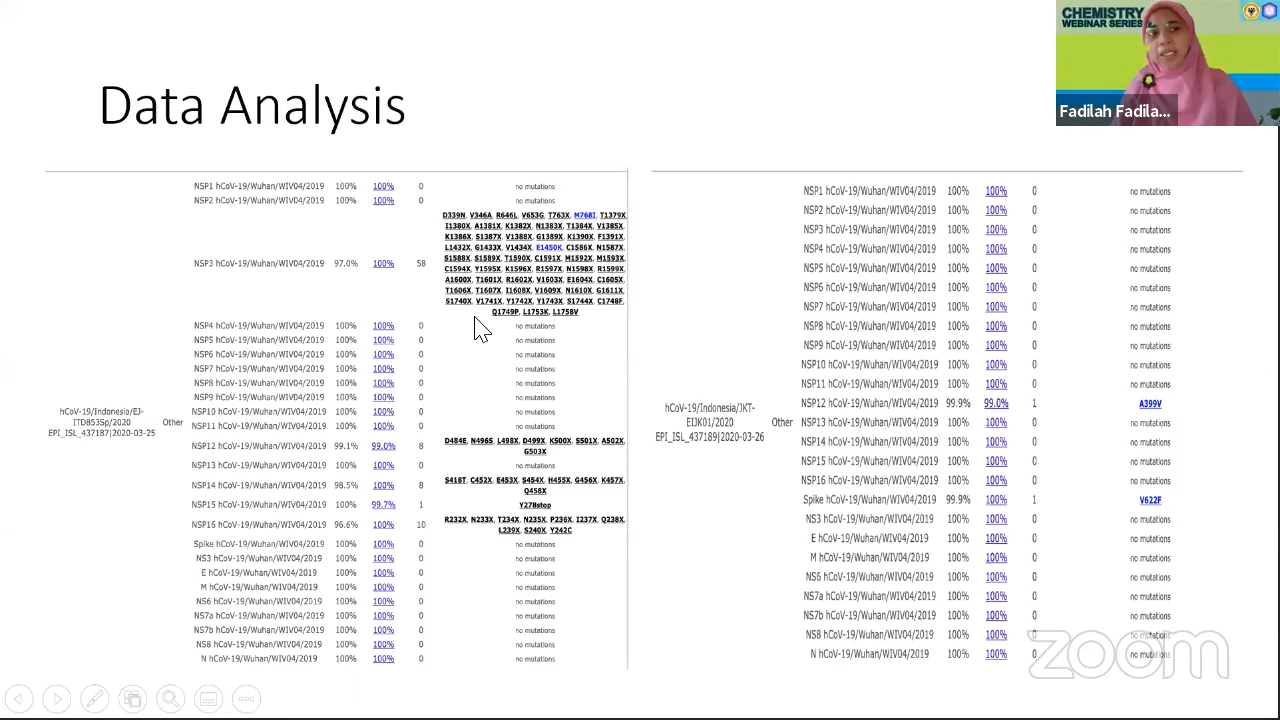 CHEMISTRY
WEBINAR SERIES
Fadilah Fadila...
Data Analysis
hCoV-19/Indonesia/EJ-
ITD853Sp/2020
EPI_ISL_437187|2020-03-25
Other
NSP1 hCoV-19/Wuhan/WIV04/2019 100% 100% 0 no mutations
NSP2 hCoV-19/Wuhan/WIV04/2019 100% 100% 0 no mutations
NSP3 hCoV-19/Wuhan/WIV04/2019 97.0% 100% 58
D339N, V346A, R646L, V653G, T763X, M768I, T1379X,
I1380X, A1381X, K1382X, N1383X, T1384X, V1385X,
K1386X, S1387X, V1388X, G1389X, K1390X, F1391X,
L1432X, G1433X, V1434X, E1450K, C1586X, N1587X,
S1588X, S1589X, T1590X, C1591X, M1592X, M1593X,
C1594X, Y1595X, K1596X, R1597X, N1598X, R1599X,
A1600X, T1601X, R1602X, V1603X, E1604X, C1605X,
T1606X, T1607X, I1608X, V1609X, N1610X, G1611X,
S1740X, V1741X, Y1742X, Y1743X, S1744X, C1748F,
Q1749P, L1753K, L1758V
NSP4 hCoV-19/Wuhan/WIV04/2019 100% 100% 0 no mutations
NSP5 hCoV-19/Wuhan/WIV04/2019 100% 100% 0 no mutations
NSP6 hCoV-19/Wuhan/WIV04/2019 100% 100% 0 no mutations
NSP7 hCoV-19/Wuhan/WIV04/2019 100% 100% 0 no mutations
NSP8 hCoV-19/Wuhan/WIV04/2019 100% 100% 0 no mutations
NSP9 hCoV-19/Wuhan/WIV04/2019 100% 100% 0 no mutations
NSP10 hCoV-19/Wuhan/WIV04/2019 100% 100% 0 no mutations
NSP11 hCoV-19/Wuhan/WIV04/2019 100% 100% 0 no mutations
NSP12 hCoV-19/Wuhan/WIV04/2019 99.1% 99.0% 8
D484E, N496S, L498X, D499X, K500X, S501X, A502X,
G503X
NSP13 hCoV-19/Wuhan/WIV04/2019 100% 100% 0 no mutations
NSP14 hCoV-19/Wuhan/WIV04/2019 98.5% 100% 8
S418T, C452X, E453X, S454X, H455X, G456X, K457X,
Q458X
NSP15 hCoV-19/Wuhan/WIV04/2019 100% 99.7% 1 Y278stop
NSP16 hCoV-19/Wuhan/WIV04/2019 96.6% 100% 10
R232X, N233X, T234X, N235X, P236X, I237X, Q238X,
L239X, S240X, Y242C
Spike hCoV-19/Wuhan/WIV04/2019 100% 100% 0 no mutations
NS3 hCoV-19/Wuhan/WIV04/2019 100% 100% 0 no mutations
E hCoV-19/Wuhan/WIV04/2019 100% 100% 0 no mutations
M hCoV-19/Wuhan/WIV04/2019 100% 100% 0 no mutations
NS6 hCoV-19/Wuhan/WIV04/2019 100% 100% 0 no mutations
NS7a hCoV-19/Wuhan/WIV04/2019 100% 100% 0 no mutations
NS7b hCoV-19/Wuhan/WIV04/2019 100% 100% 0 no mutations
NS8 hCoV-19/Wuhan/WIV04/2019 100% 100% 0 no mutations
N hCoV-19/Wuhan/WIV04/2019 100% 100% 0 no mutations
hCoV-19/Indonesia/JKT-
EIJK01/2020
EPI_ISL_437189|2020-03-26
Other
NSP1 hCoV-19/Wuhan/WIV04/2019 100% 100% 0 no mutations
NSP2 hCoV-19/Wuhan/WIV04/2019 100% 100% 0 no mutations
NSP3 hCoV-19/Wuhan/WIV04/2019 100% 100% 0 no mutations
NSP4 hCoV-19/Wuhan/WIV04/2019 100% 100% 0 no mutations
NSP5 hCoV-19/Wuhan/WIV04/2019 100% 100% 0 no mutations
NSP6 hCoV-19/Wuhan/WIV04/2019 100% 100% 0 no mutations
NSP7 hCoV-19/Wuhan/WIV04/2019 100% 100% 0 no mutations
NSP8 hCoV-19/Wuhan/WIV04/2019 100% 100% 0 no mutations
NSP9 hCoV-19/Wuhan/WIV04/2019 100% 100% 0 no mutations
NSP10 hCoV-19/Wuhan/WIV04/2019 100% 100% 0 no mutations
NSP11 hCoV-19/Wuhan/WIV04/2019 100% 100% 0 no mutations
NSP12 hCoV-19/Wuhan/WIV04/2019 99.9% 99.0% 1 A399V
NSP13 hCoV-19/Wuhan/WIV04/2019 100% 100% 0 no mutations
NSP14 hCoV-19/Wuhan/WIV04/2019 100% 100% 0 no mutations
NSP15 hCoV-19/Wuhan/WIV04/2019 100% 100% 0 no mutations
NSP16 hCoV-19/Wuhan/WIV04/2019 100% 100% 0 no mutations
Spike hCoV-19/Wuhan/WIV04/2019 99.9% 100% 1 V622F
NS3 hCoV-19/Wuhan/WIV04/2019 100% 100% 0 no mutations
E hCoV-19/Wuhan/WIV04/2019 100% 100% 0 no mutations
M hCoV-19/Wuhan/WIV04/2019 100% 100% 0 no mutations
NS6 hCoV-19/Wuhan/WIV04/2019 100% 100% 0 no mutations
NS7a hCoV-19/Wuhan/WIV04/2019 100% 100% 0 no mutations
NS7b hCoV-19/Wuhan/WIV04/2019 100% 100% 0 no mutations
NS8 hCoV-19/Wuhan/WIV04/2019 100% 100% 0 no mutations
N hCoV-19/Wuhan/WIV04/2019 100% 100% 0 no mutations
zoom